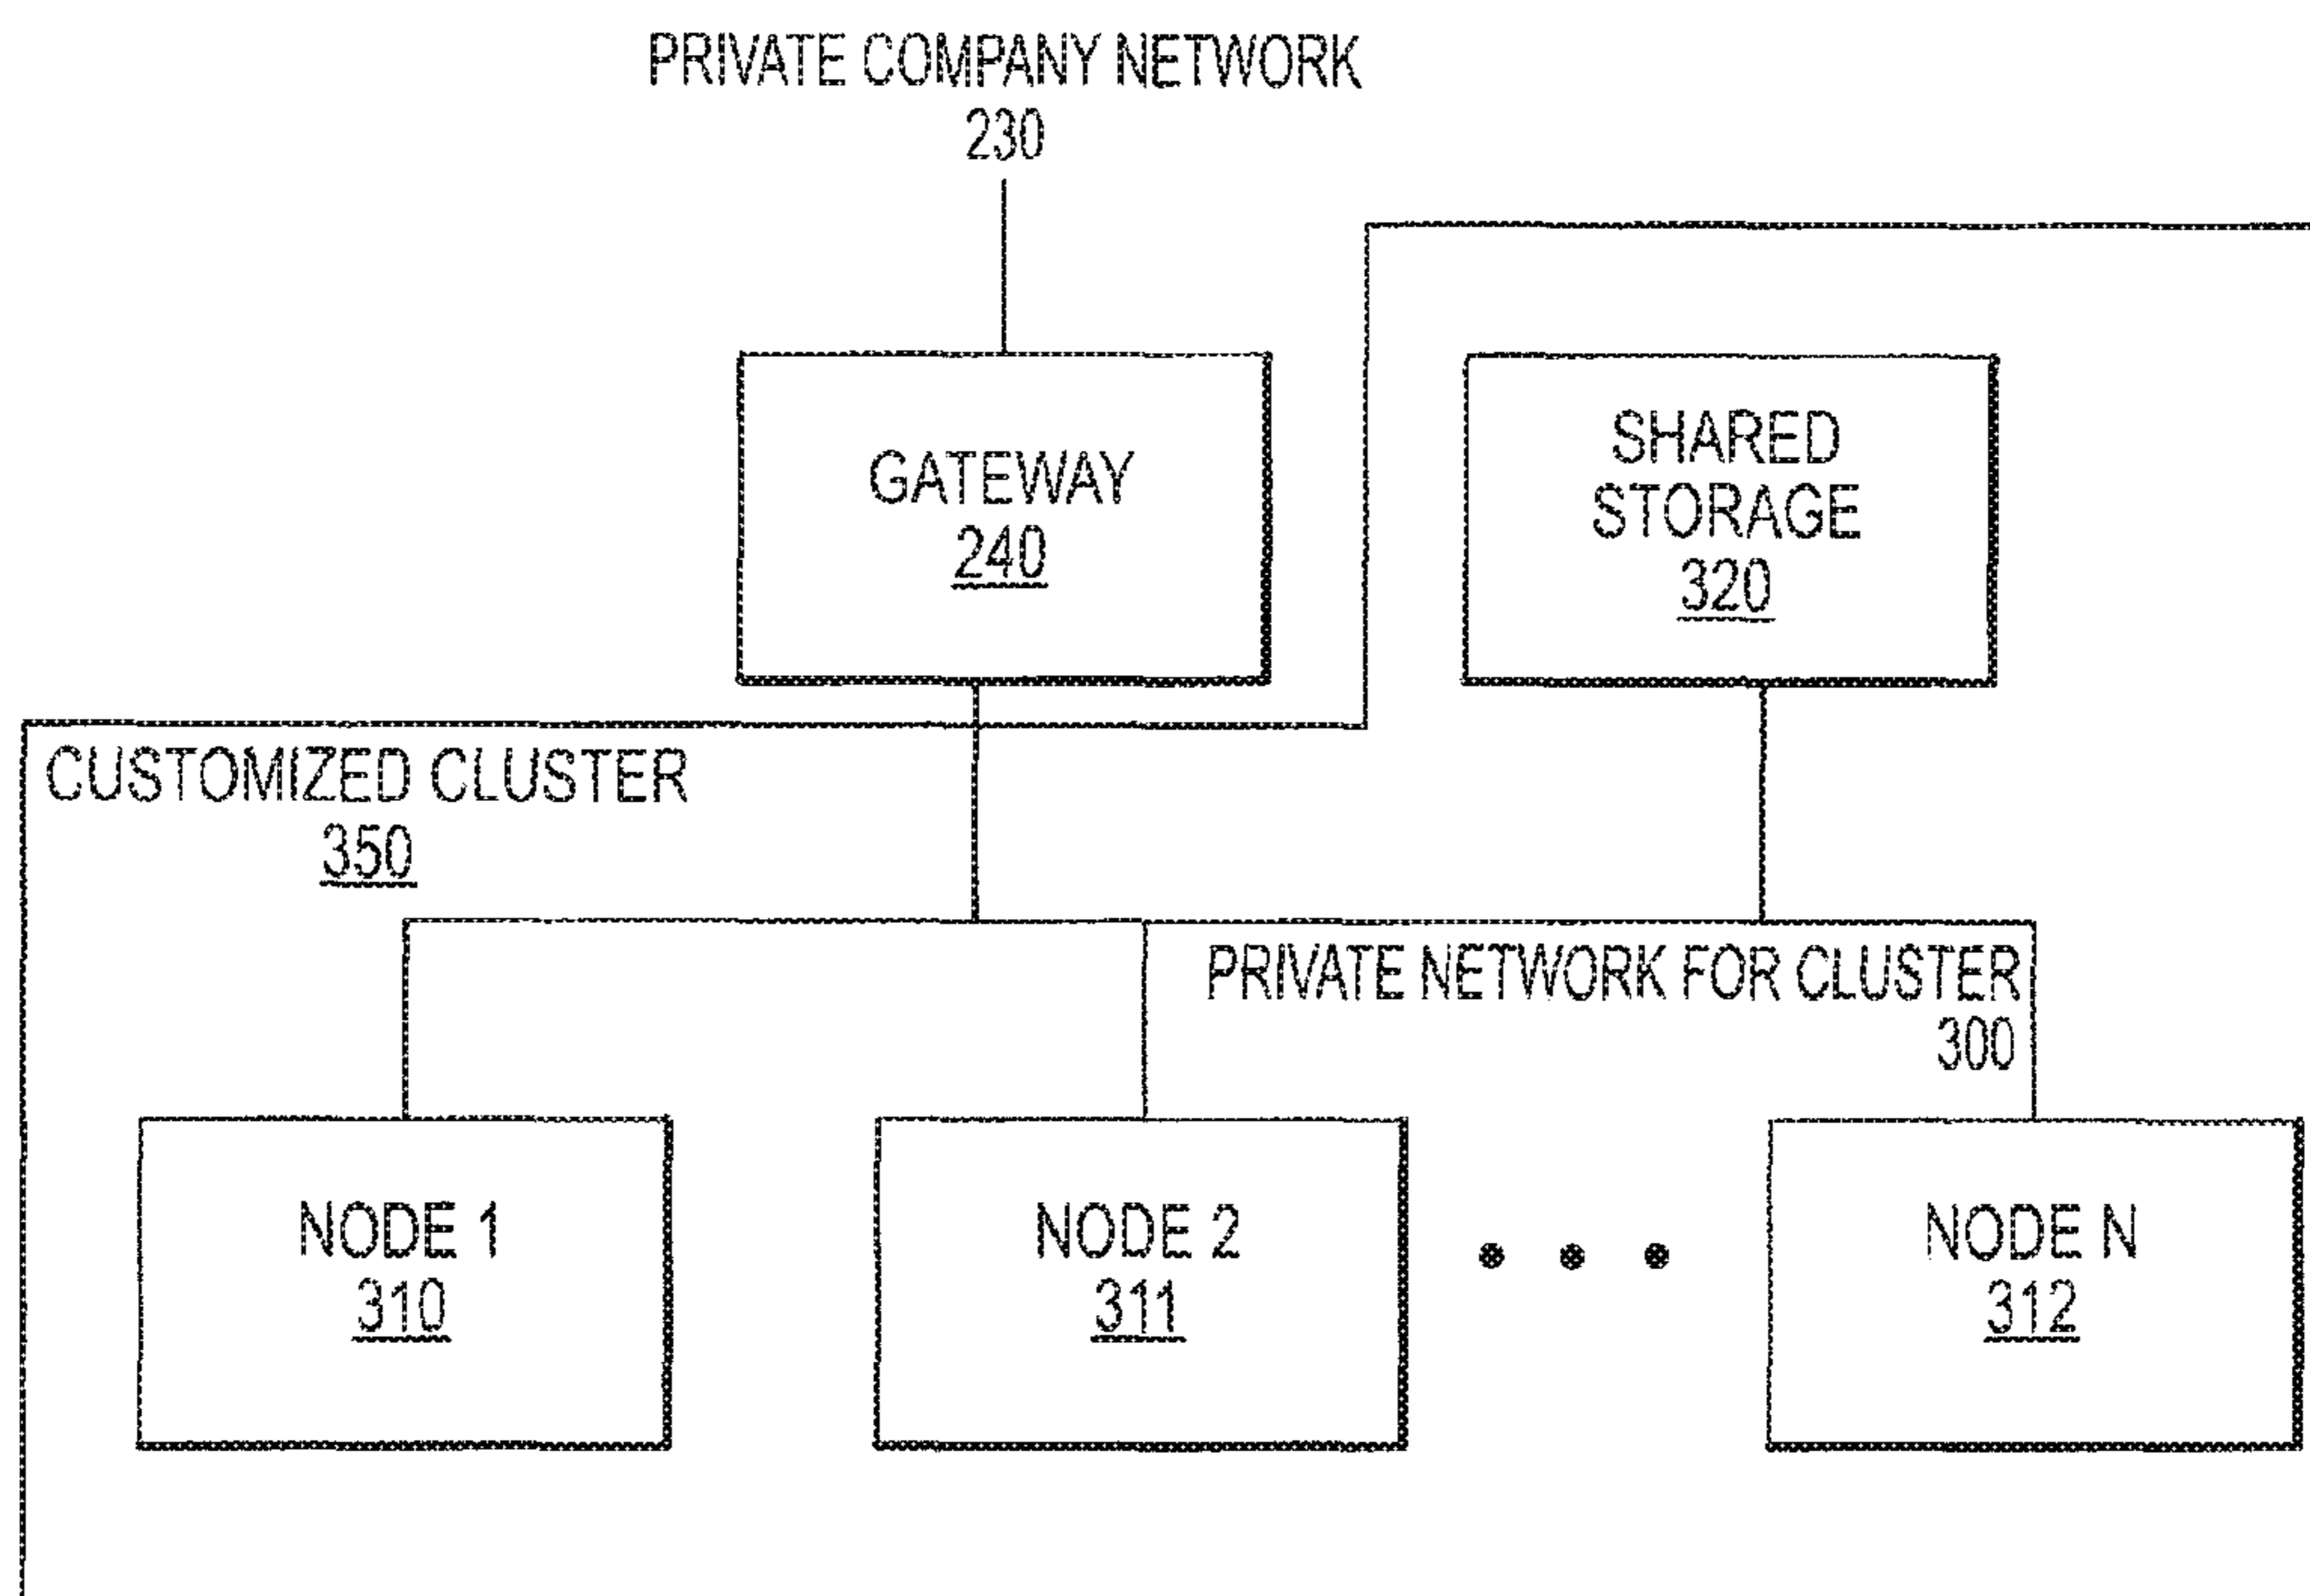 PRIVATE COMPANY NETWORK
230
GATEWAY
240
SHARED
STORAGE
320
CUSTOMIZED CLUSTER
350
PRIVATE NETWORK FOR CLUSTER
300
NODE 1
310
NODE 2
311
NODE N
312